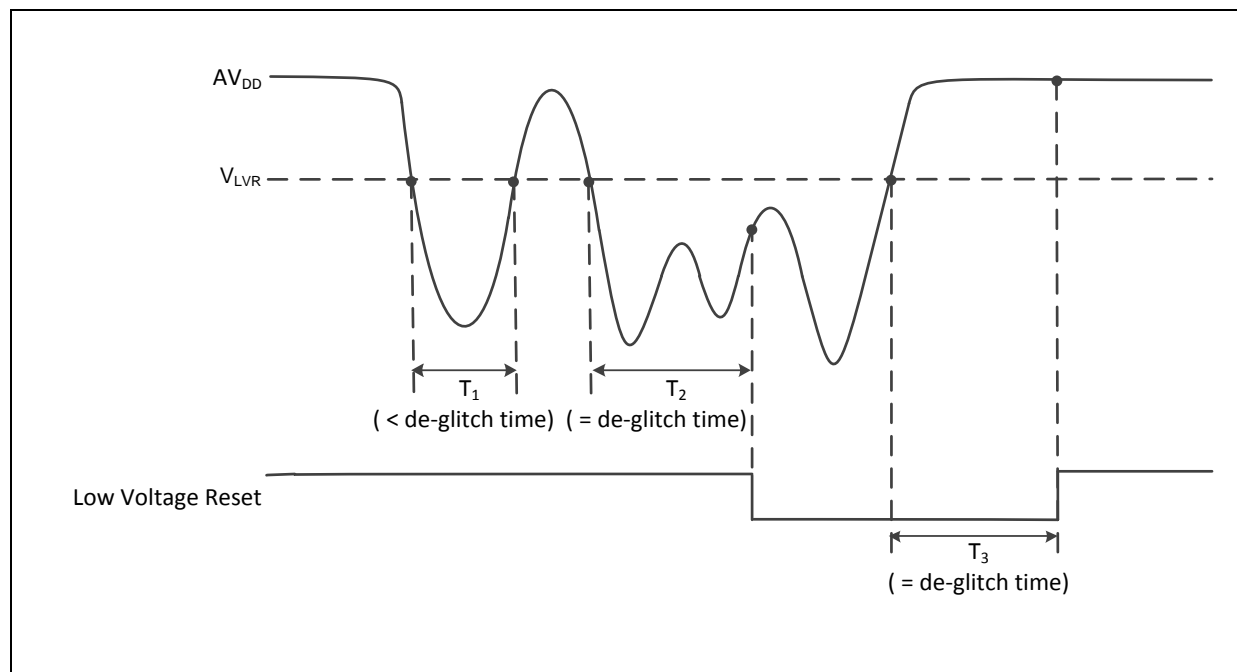 AVDD
VLVR
T1
( < de-glitch time)
T2
( = de-glitch time)
Low Voltage Reset
T3
( = de-glitch time)